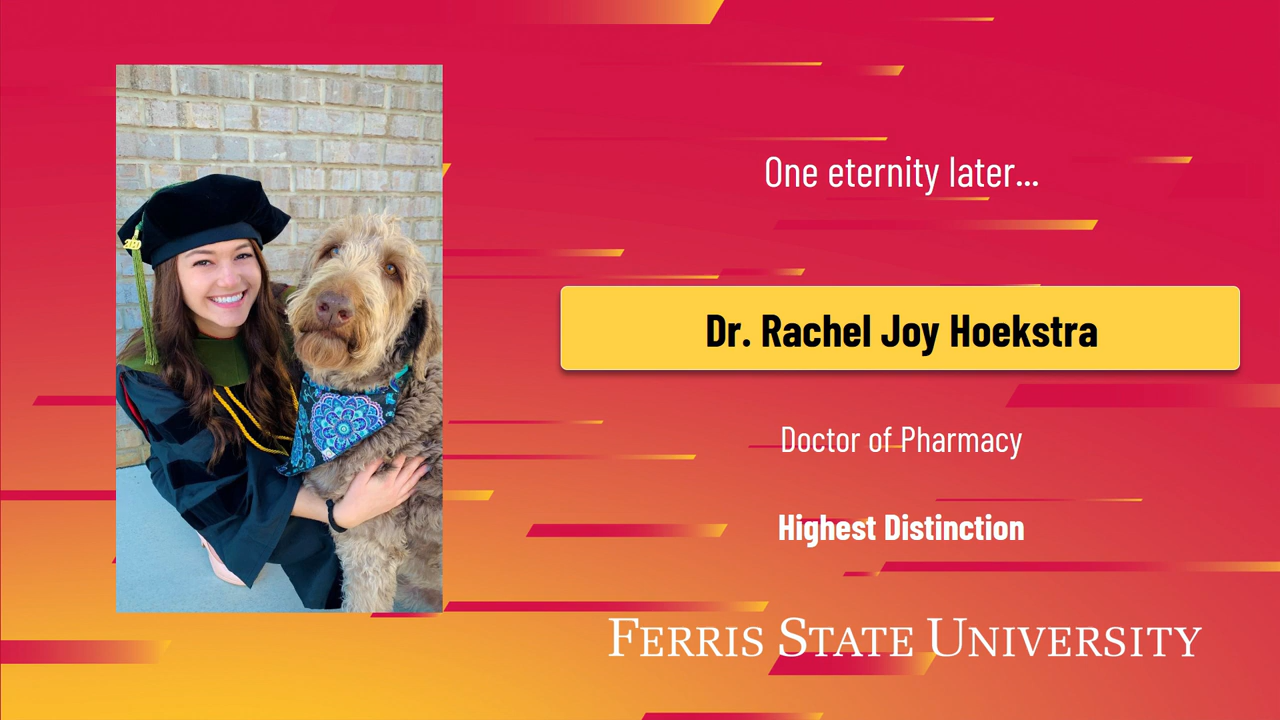 One eternity later...
Dr. Rachel Joy Hoekstra
Doctor of Pharmacy
Highest Distinction
FERRIS STATE UNIVERSITY